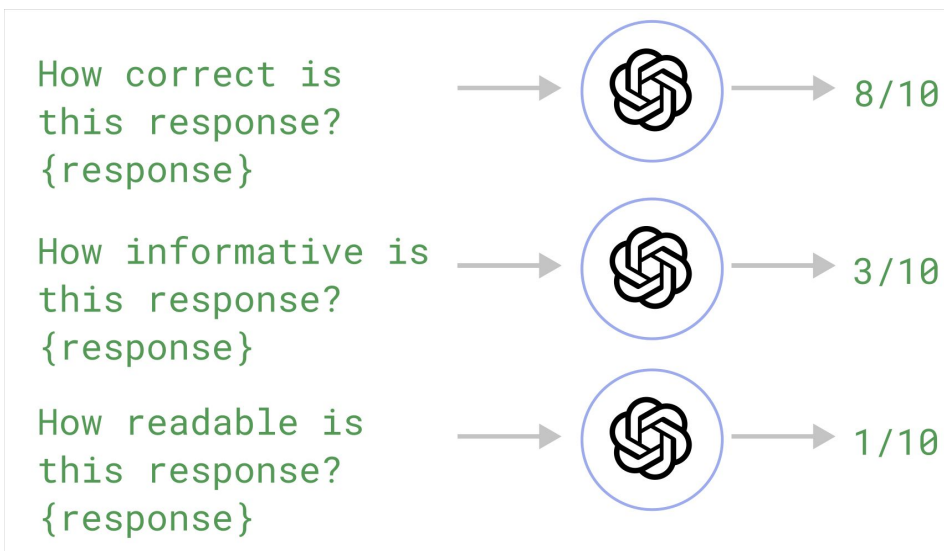 How correct is
this response?
{response}
8/10
How informative is
this response?
{response}
3/10
How readable is
this response?
{response}
1/10